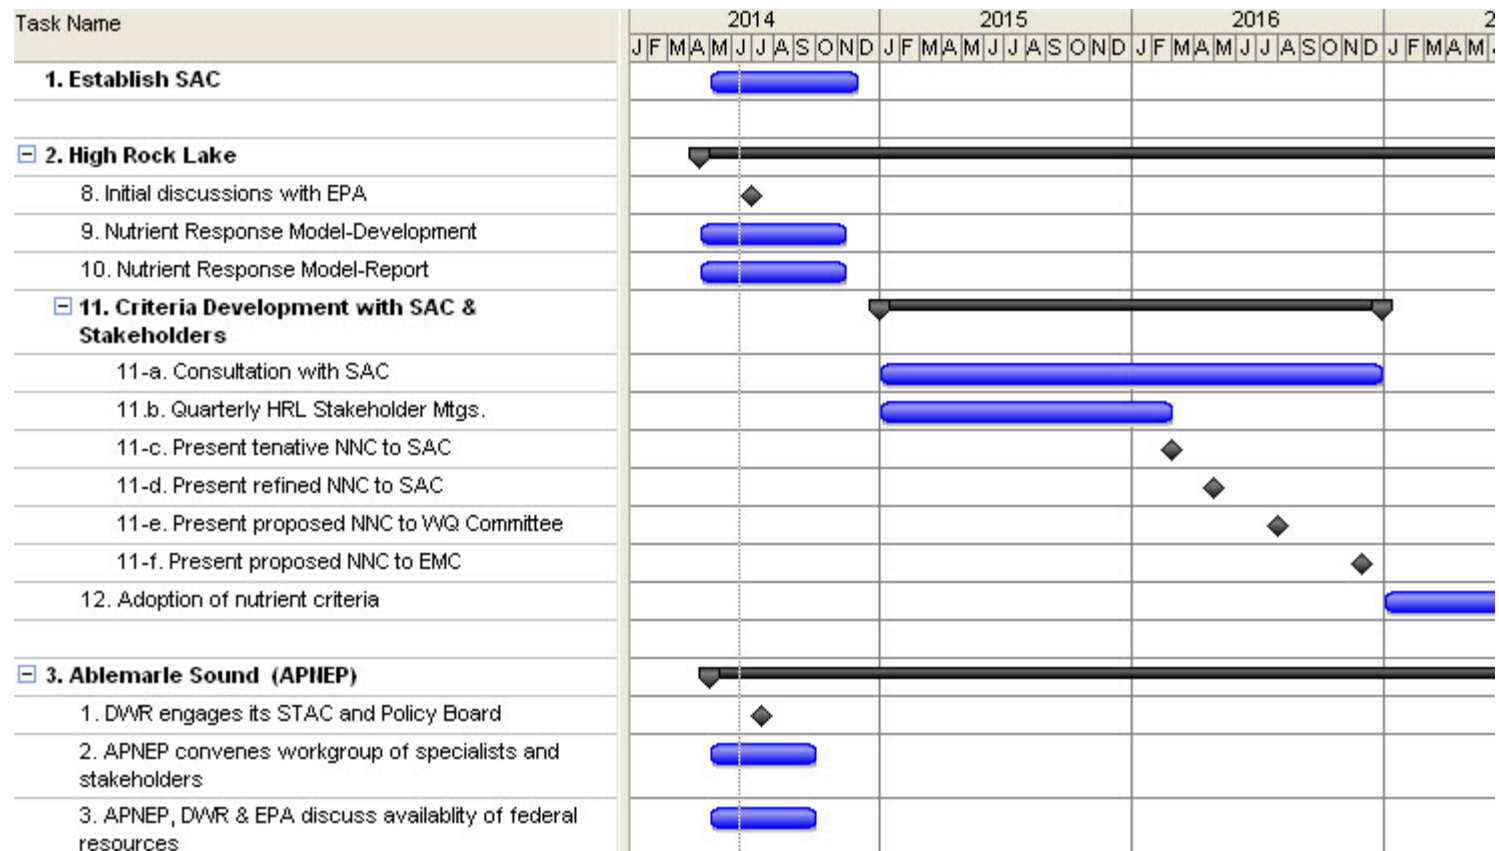 Task Name
2014 2015 2016 2
J F M A M J J A S O N D J F M A M J J A S O N D J F M A M J J A S O N D J F M A M
1. Establish SAC
2. High Rock Lake
8. Initial discussions with EPA
9. Nutrient Response Model-Development
10. Nutrient Response Model-Report
11. Criteria Development with SAC &
Stakeholders
11-a. Consultation with SAC
11.b. Quarterly HRL Stakeholder Mtgs.
11-c. Present tenative NNC to SAC
11-d. Present refined NNC to SAC
11-e. Present proposed NNC to WQ Committee
11-f. Present proposed NNC to EMC
12. Adoption of nutrient criteria
3. Ablemarle Sound (APNEP)
1. DWR engages its STAC and Policy Board
2. APNEP convenes workgroup of specialists and
stakeholders
3. APNEP, DWR & EPA discuss availablity of federal
resources